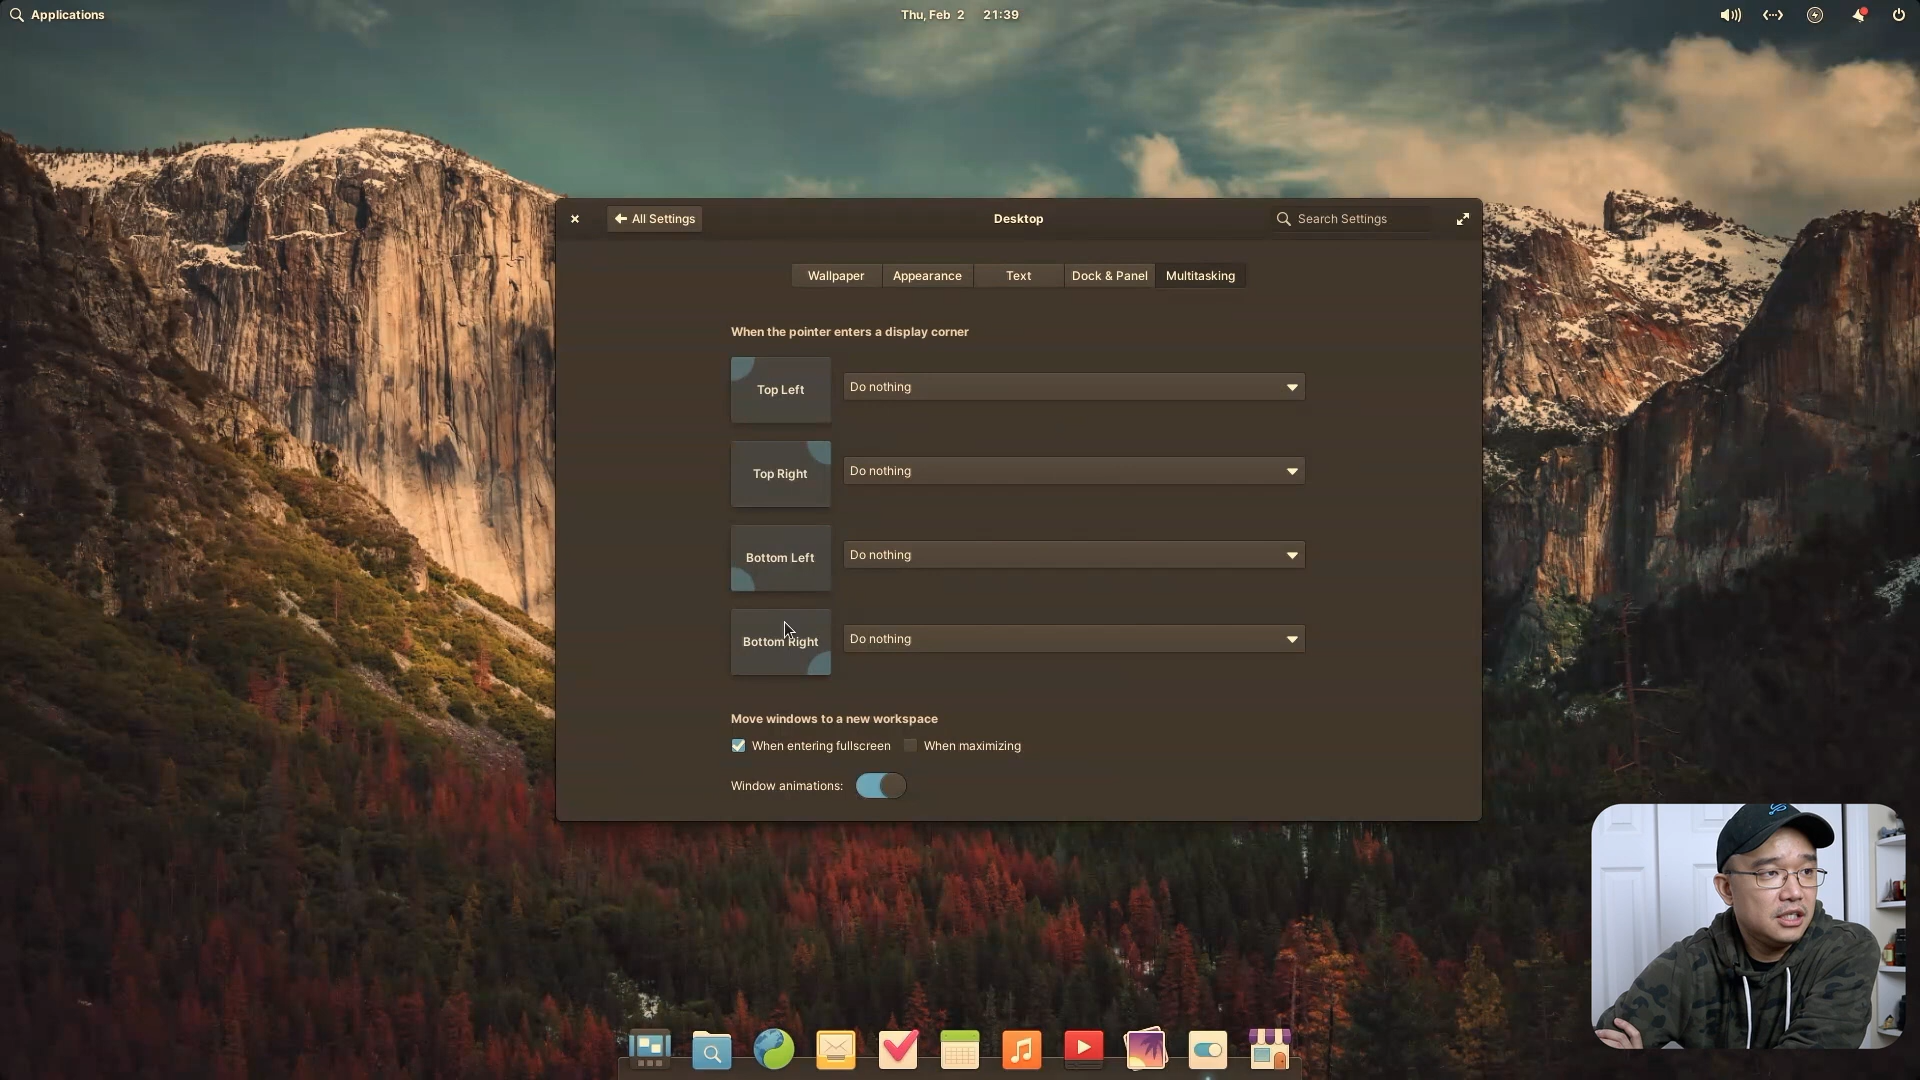 Applications
Thu, Feb 2 21:39
All Settings
Desktop
Search Settings
Wallpaper
Appearance
Text
Dock & Panel
Multitasking
When the pointer enters a display corner
Top Left
Do nothing
Top Right
Do nothing
Bottom Left
Do nothing
Bottom Right
Do nothing
Move windows to a new workspace
When entering fullscreen
When maximizing
Window animations: